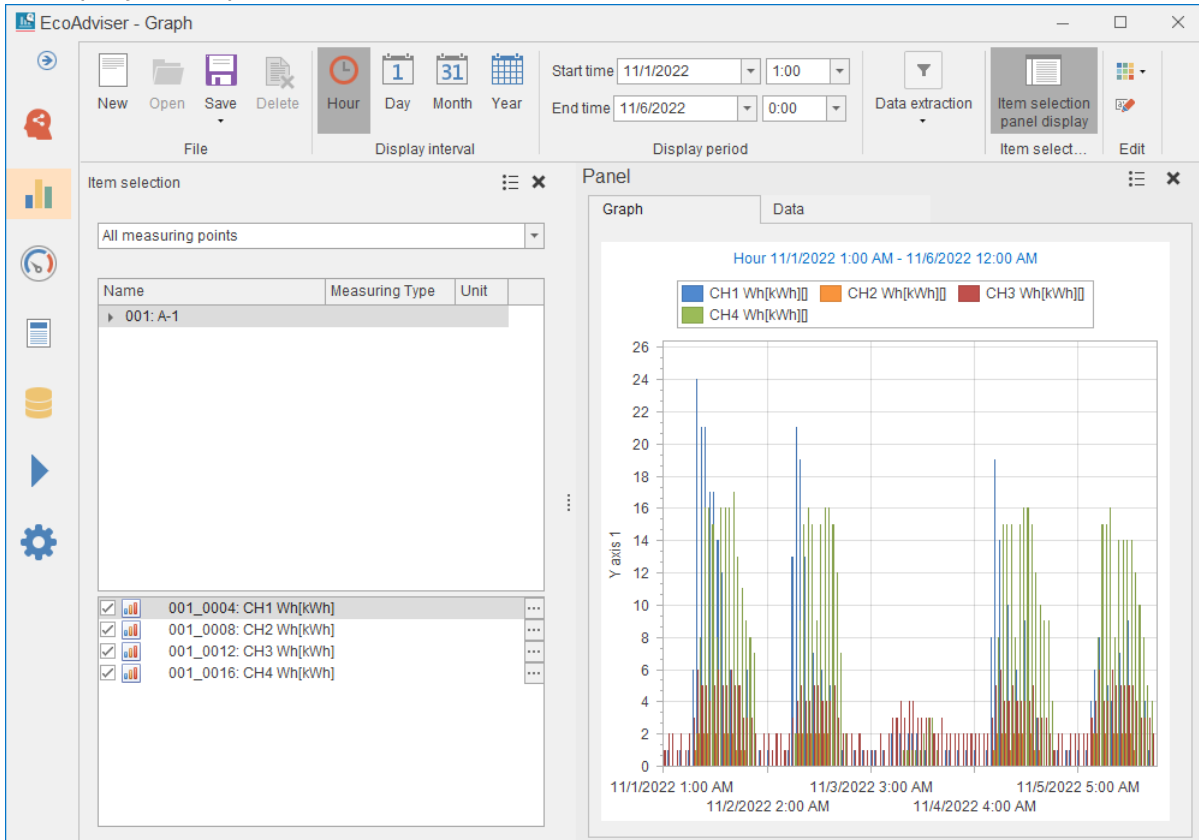 EcoAdviser - Graph
New
Open
Save
Delete
File
Hour
1
Day
31
Month
Year
Display interval
Start time 11/1/2022 1:00
End time 11/6/2022 0:00
Display period
Data extraction
Item selection
panel display
Item select...
Edit
Item selection
All measuring points
Name Measuring Type Unit
001: A-1
001_0004: CH1 Wh[kWh] ...
001_0008: CH2 Wh[kWh] ...
001_0012: CH3 Wh[kWh] ...
001_0016: CH4 Wh[kWh] ...
Panel
Graph Data
Hour 11/1/2022 1:00 AM - 11/6/2022 12:00 AM
CH1 Wh[kWh][] CH2 Wh[kWh][] CH3 Wh[kWh][]
CH4 Wh[kWh][]
Y axis 1
26
24
22
20
18
16
14
12
10
8
6
4
2
0
11/1/2022 1:00 AM 11/3/2022 3:00 AM 11/5/2022 5:00 AM
11/2/2022 2:00 AM 11/4/2022 4:00 AM